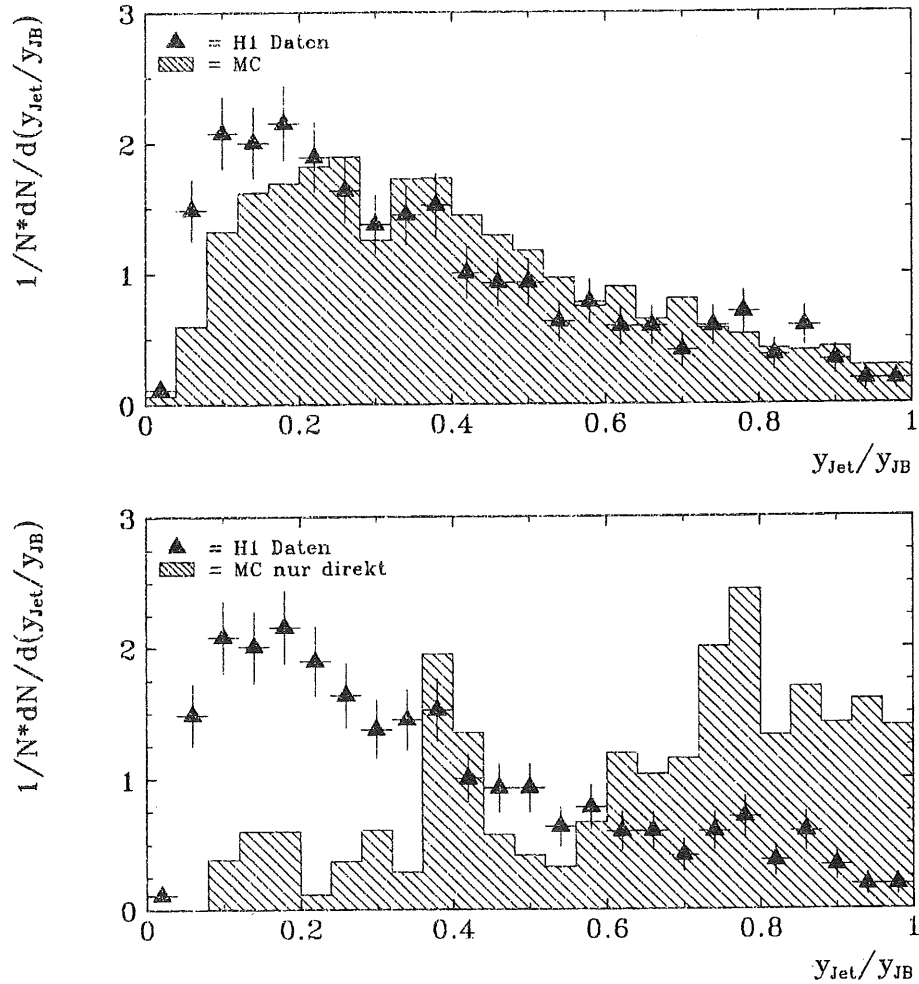 1/N*dN/d(y_Jet/y_JB)
3
2
1
0
▲ = H1 Daten
= MC
0 0.2 0.4 0.6 0.8 1
y_Jet/y_JB
1/N*dN/d(y_Jet/y_JB)
3
2
1
0
▲ = H1 Daten
= MC nur direkt
0 0.2 0.4 0.6 0.8 1
y_Jet/y_JB